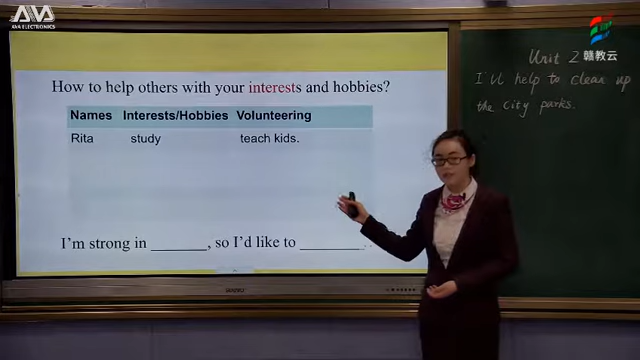 AVA
AVA ELECTRONICS
赣教云
Unit 2
I'll help to clean up
the city parks.
How to help others with your interests and hobbies?
Names Interests/Hobbies Volunteering
Rita study teach kids.
I'm strong in _______, so I'd like to ________.